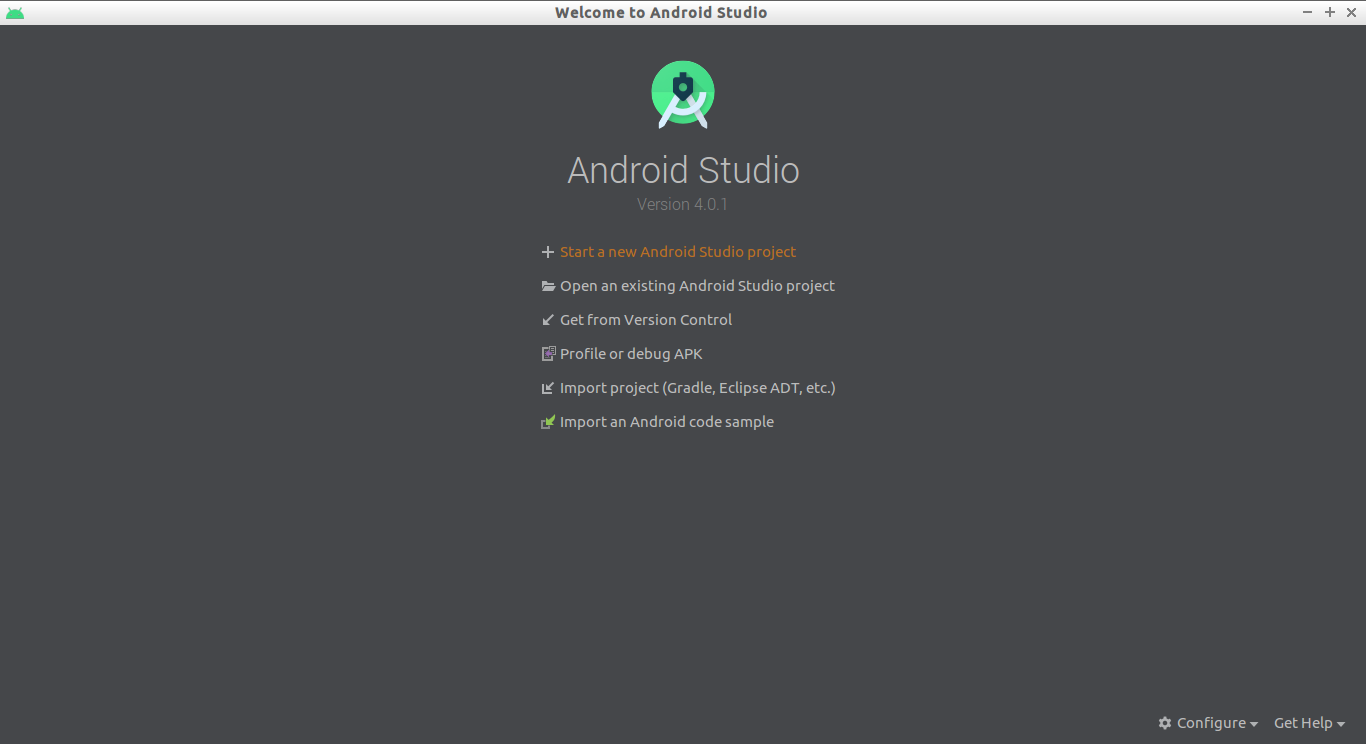 Welcome to Android Studio
Android Studio
Version 4.0.1
Start a new Android Studio project
Open an existing Android Studio project
Get from Version Control
Profile or debug APK
Import project (Gradle, Eclipse ADT, etc.)
Import an Android code sample
Configure Get Help